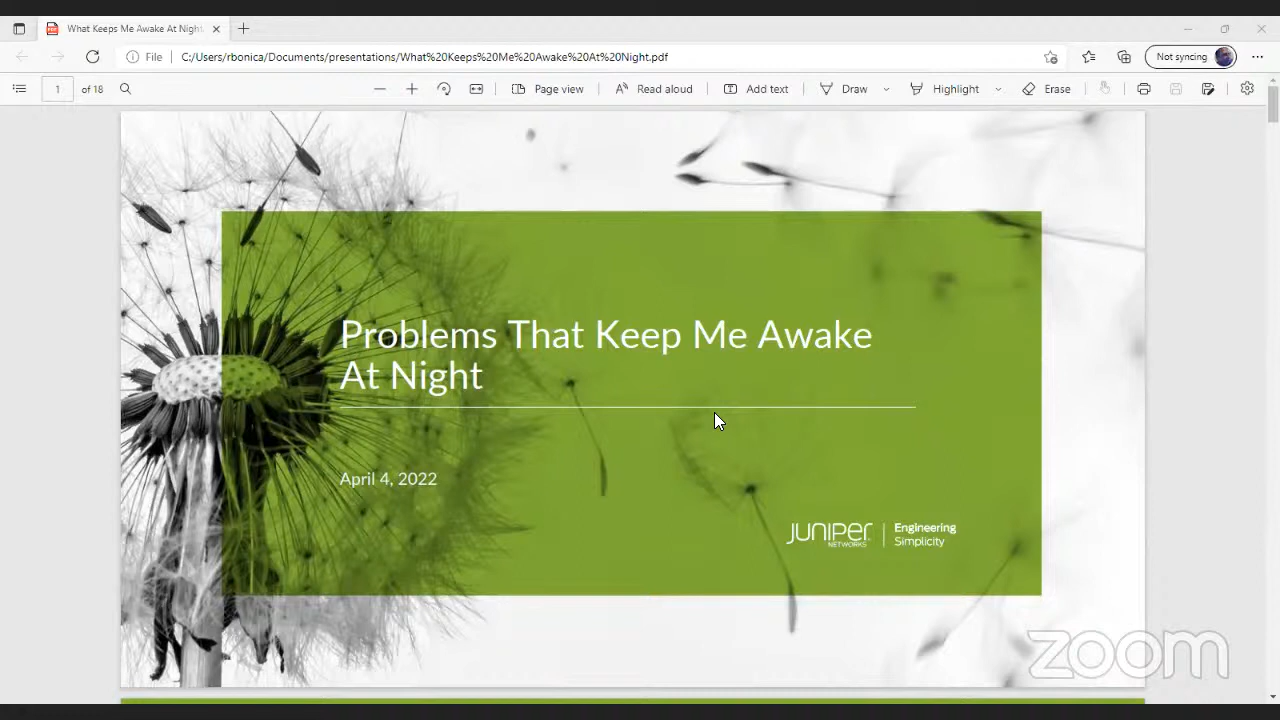 What Keeps Me Awake At Night.
File
C:/Users/rbonica/Documents/presentations/What%20Keeps%20Me%20Awake%20At%20Night.pdf
Not syncing
1 of 18
Page view
Read aloud
Add text
Draw
Highlight
Erase
Problems That Keep Me Awake
At Night
April 4, 2022
JUNIPER
NETWORKS
Engineering
Simplicity
zoom